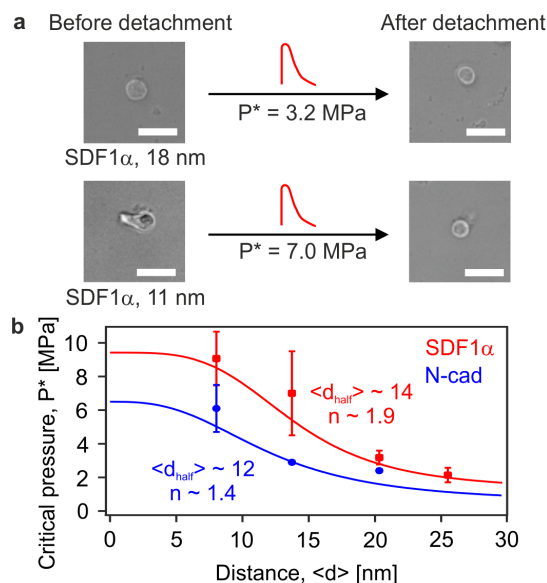 a
Before detachment
After detachment
P* = 3.2 MPa
SDF1α, 18 nm
P* = 7.0 MPa
SDF1α, 11 nm
b
Critical pressure, P* [MPa]
10
8
6
4
2
0
SDF1α
N-cad
<d_half> ~ 14
n ~ 1.9
<d_half> ~ 12
n ~ 1.4
0 5 10 15 20 25 30
Distance, <d> [nm]